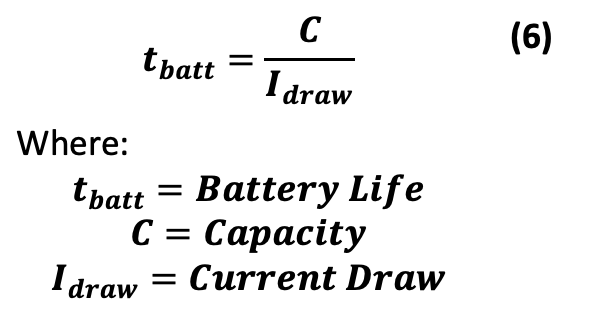 t_batt = C / I_draw (6)
Where:
t_batt = Battery Life
C = Capacity
I_draw = Current Draw